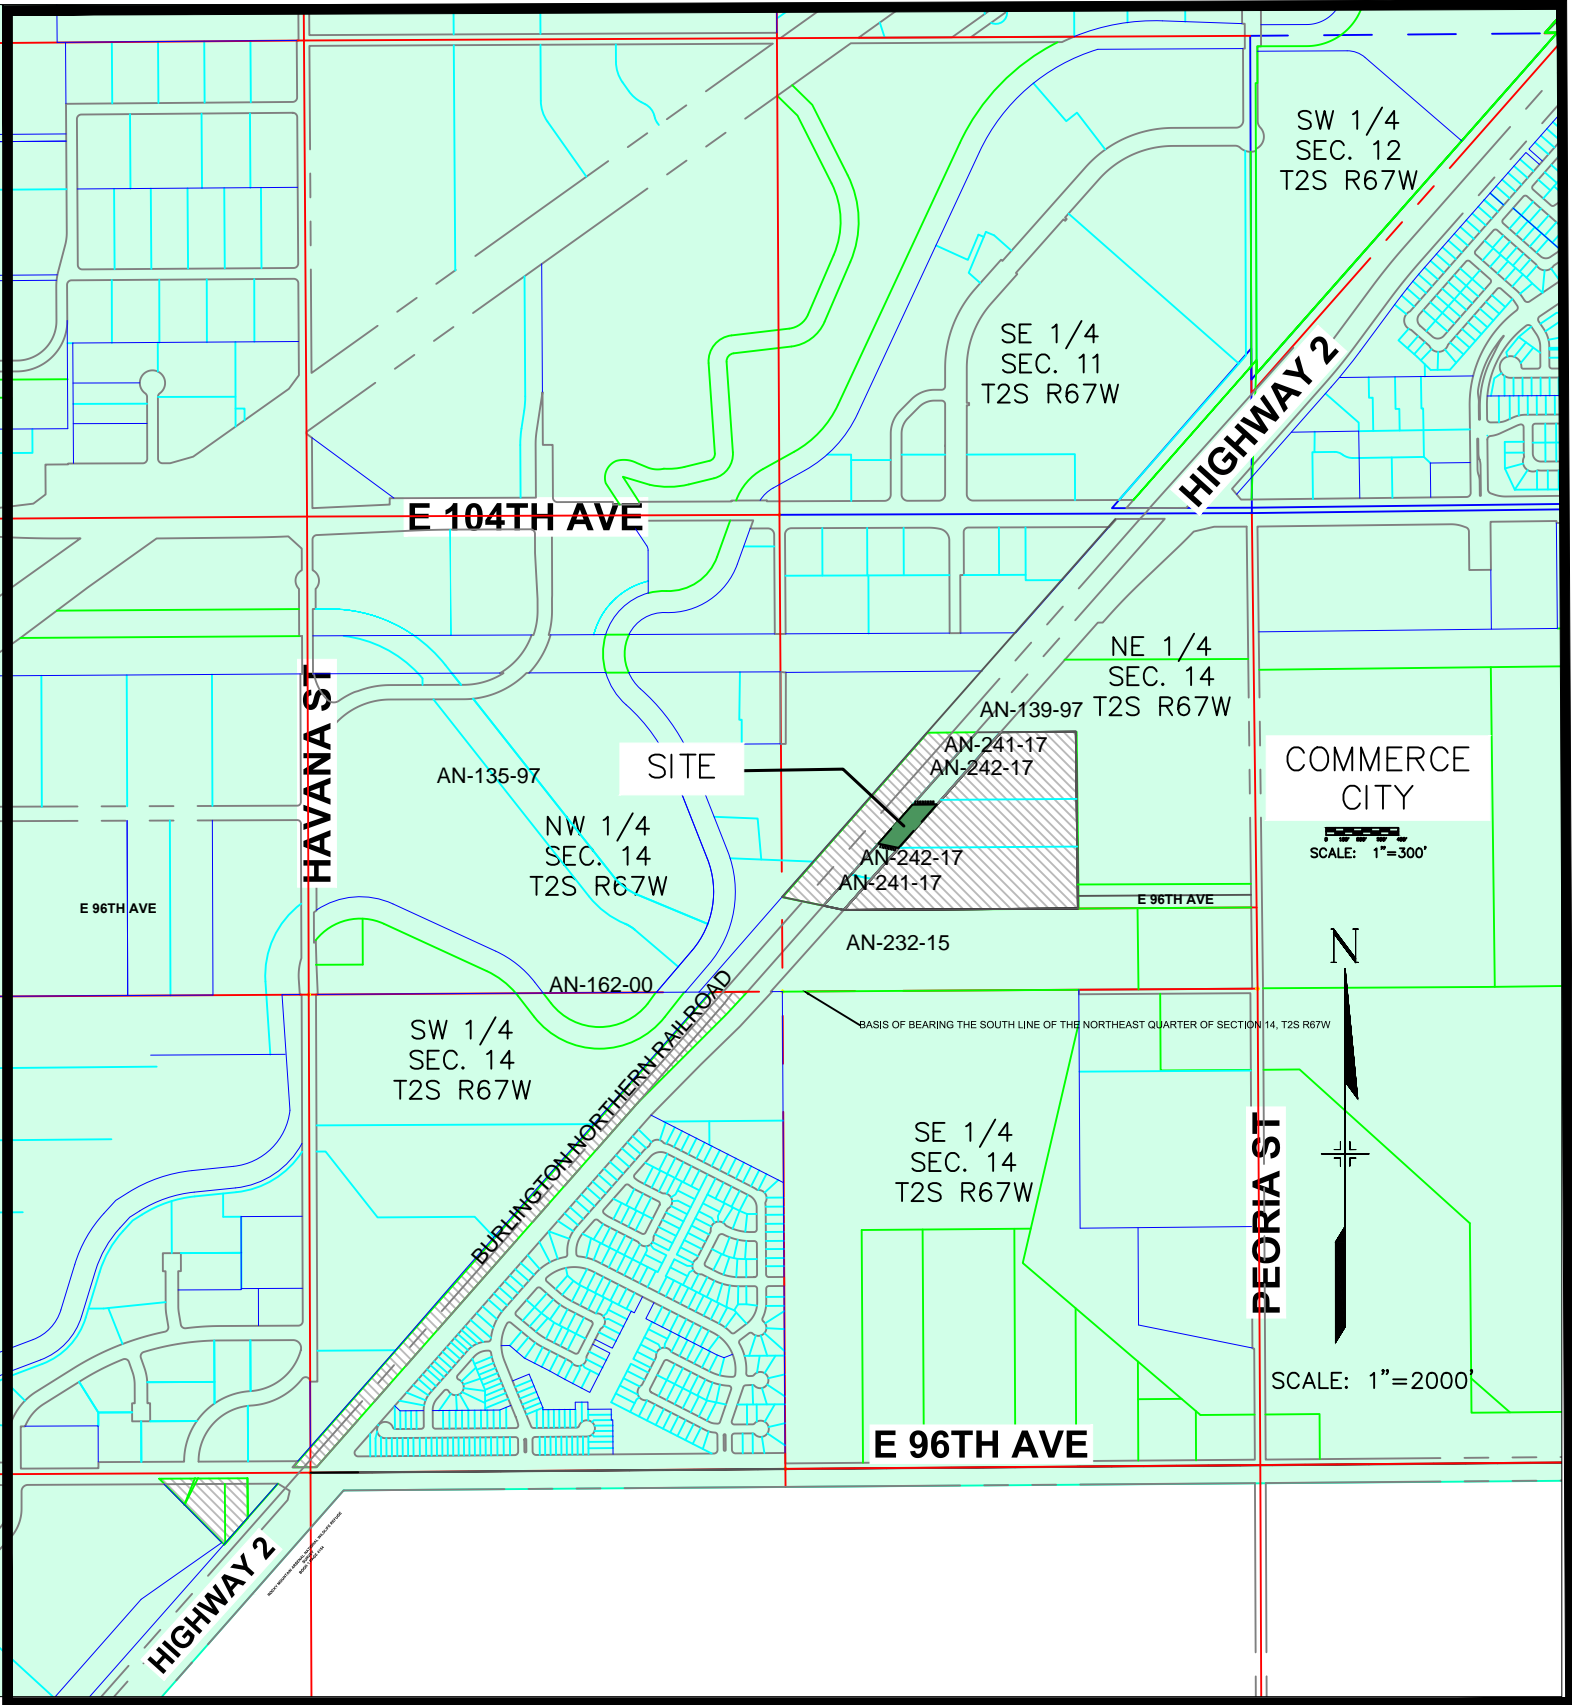 SW 1/4
SEC. 12
T2S R67W
SE 1/4
SEC. 11
T2S R67W
HIGHWAY 2
E 104TH AVE
NE 1/4
SEC. 14
T2S R67W
AN-139-97
HAVANA ST
SITE
AN-241-17
AN-242-17
COMMERCE
CITY
AN-135-97
NW 1/4
SEC. 14
T2S R67W
SCALE: 1"=300'
AN-242-17
AN-241-17
E 96TH AVE
E 96TH AVE
AN-232-15
N
AN-162-00
BURLINGTON NORTHERN RAILROAD
BASIS OF BEARING THE SOUTH LINE OF THE NORTHEAST QUARTER OF SECTION 14, T2S R67W
SW 1/4
SEC. 14
T2S R67W
SE 1/4
SEC. 14
T2S R67W
PEORIA ST
SCALE: 1"=2000'
E 96TH AVE
HIGHWAY 2